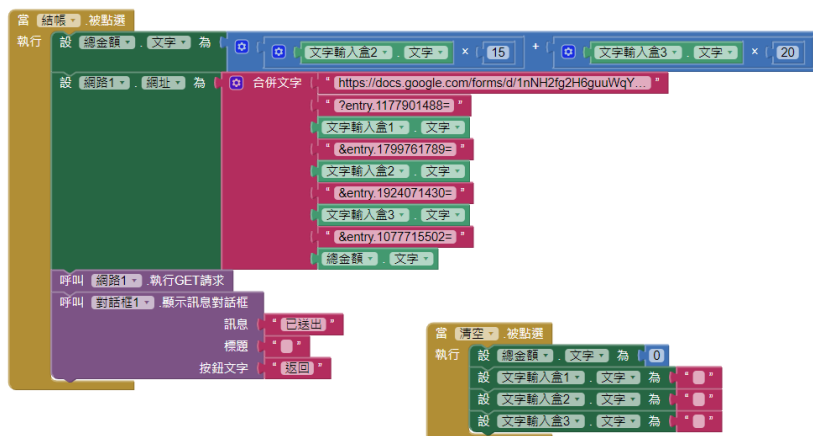 當 結帳 .被點選
執行 設 總金額 . 文字 為 文字輸入盒2 . 文字 × 15 + 文字輸入盒3 . 文字 × 20
設 網路1 . 網址 為 合併文字 " https://docs.google.com/forms/d/1nNH2fg2H6guuWqY... "
" ?entry.1177901488= "
文字輸入盒1 . 文字
" &entry.1799761789= "
文字輸入盒2 . 文字
" &entry.1924071430= "
文字輸入盒3 . 文字
" &entry.1077715502= "
總金額 . 文字
呼叫 網路1 .執行GET請求
呼叫 對話框1 .顯示訊息對話框
訊息 " 已送出 "
標題 " "
按鈕文字 " 返回 "
當 清空 .被點選
執行 設 總金額 . 文字 為 0
設 文字輸入盒1 . 文字 為 " "
設 文字輸入盒2 . 文字 為 " "
設 文字輸入盒3 . 文字 為 " "